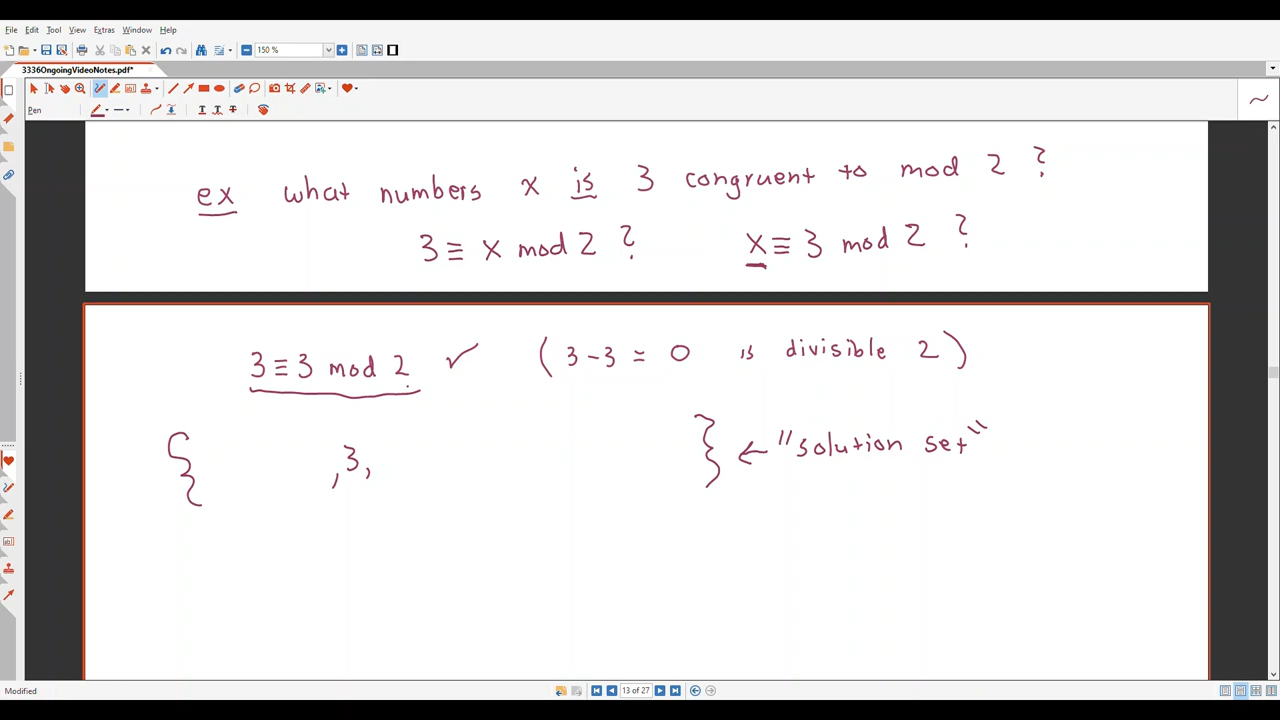 File Edit Tool View Extras Window Help
150 %
3336OngoingVideoNotes.pdf*
Pen
ex what numbers x is 3 congruent to mod 2 ?
3 ≡ x mod 2 ? x ≡ 3 mod 2 ?
3 ≡ 3 mod 2 ✓ (3-3 = 0 is divisible 2)
{ ,3, } ← "solution set"
Modified
13 of 27